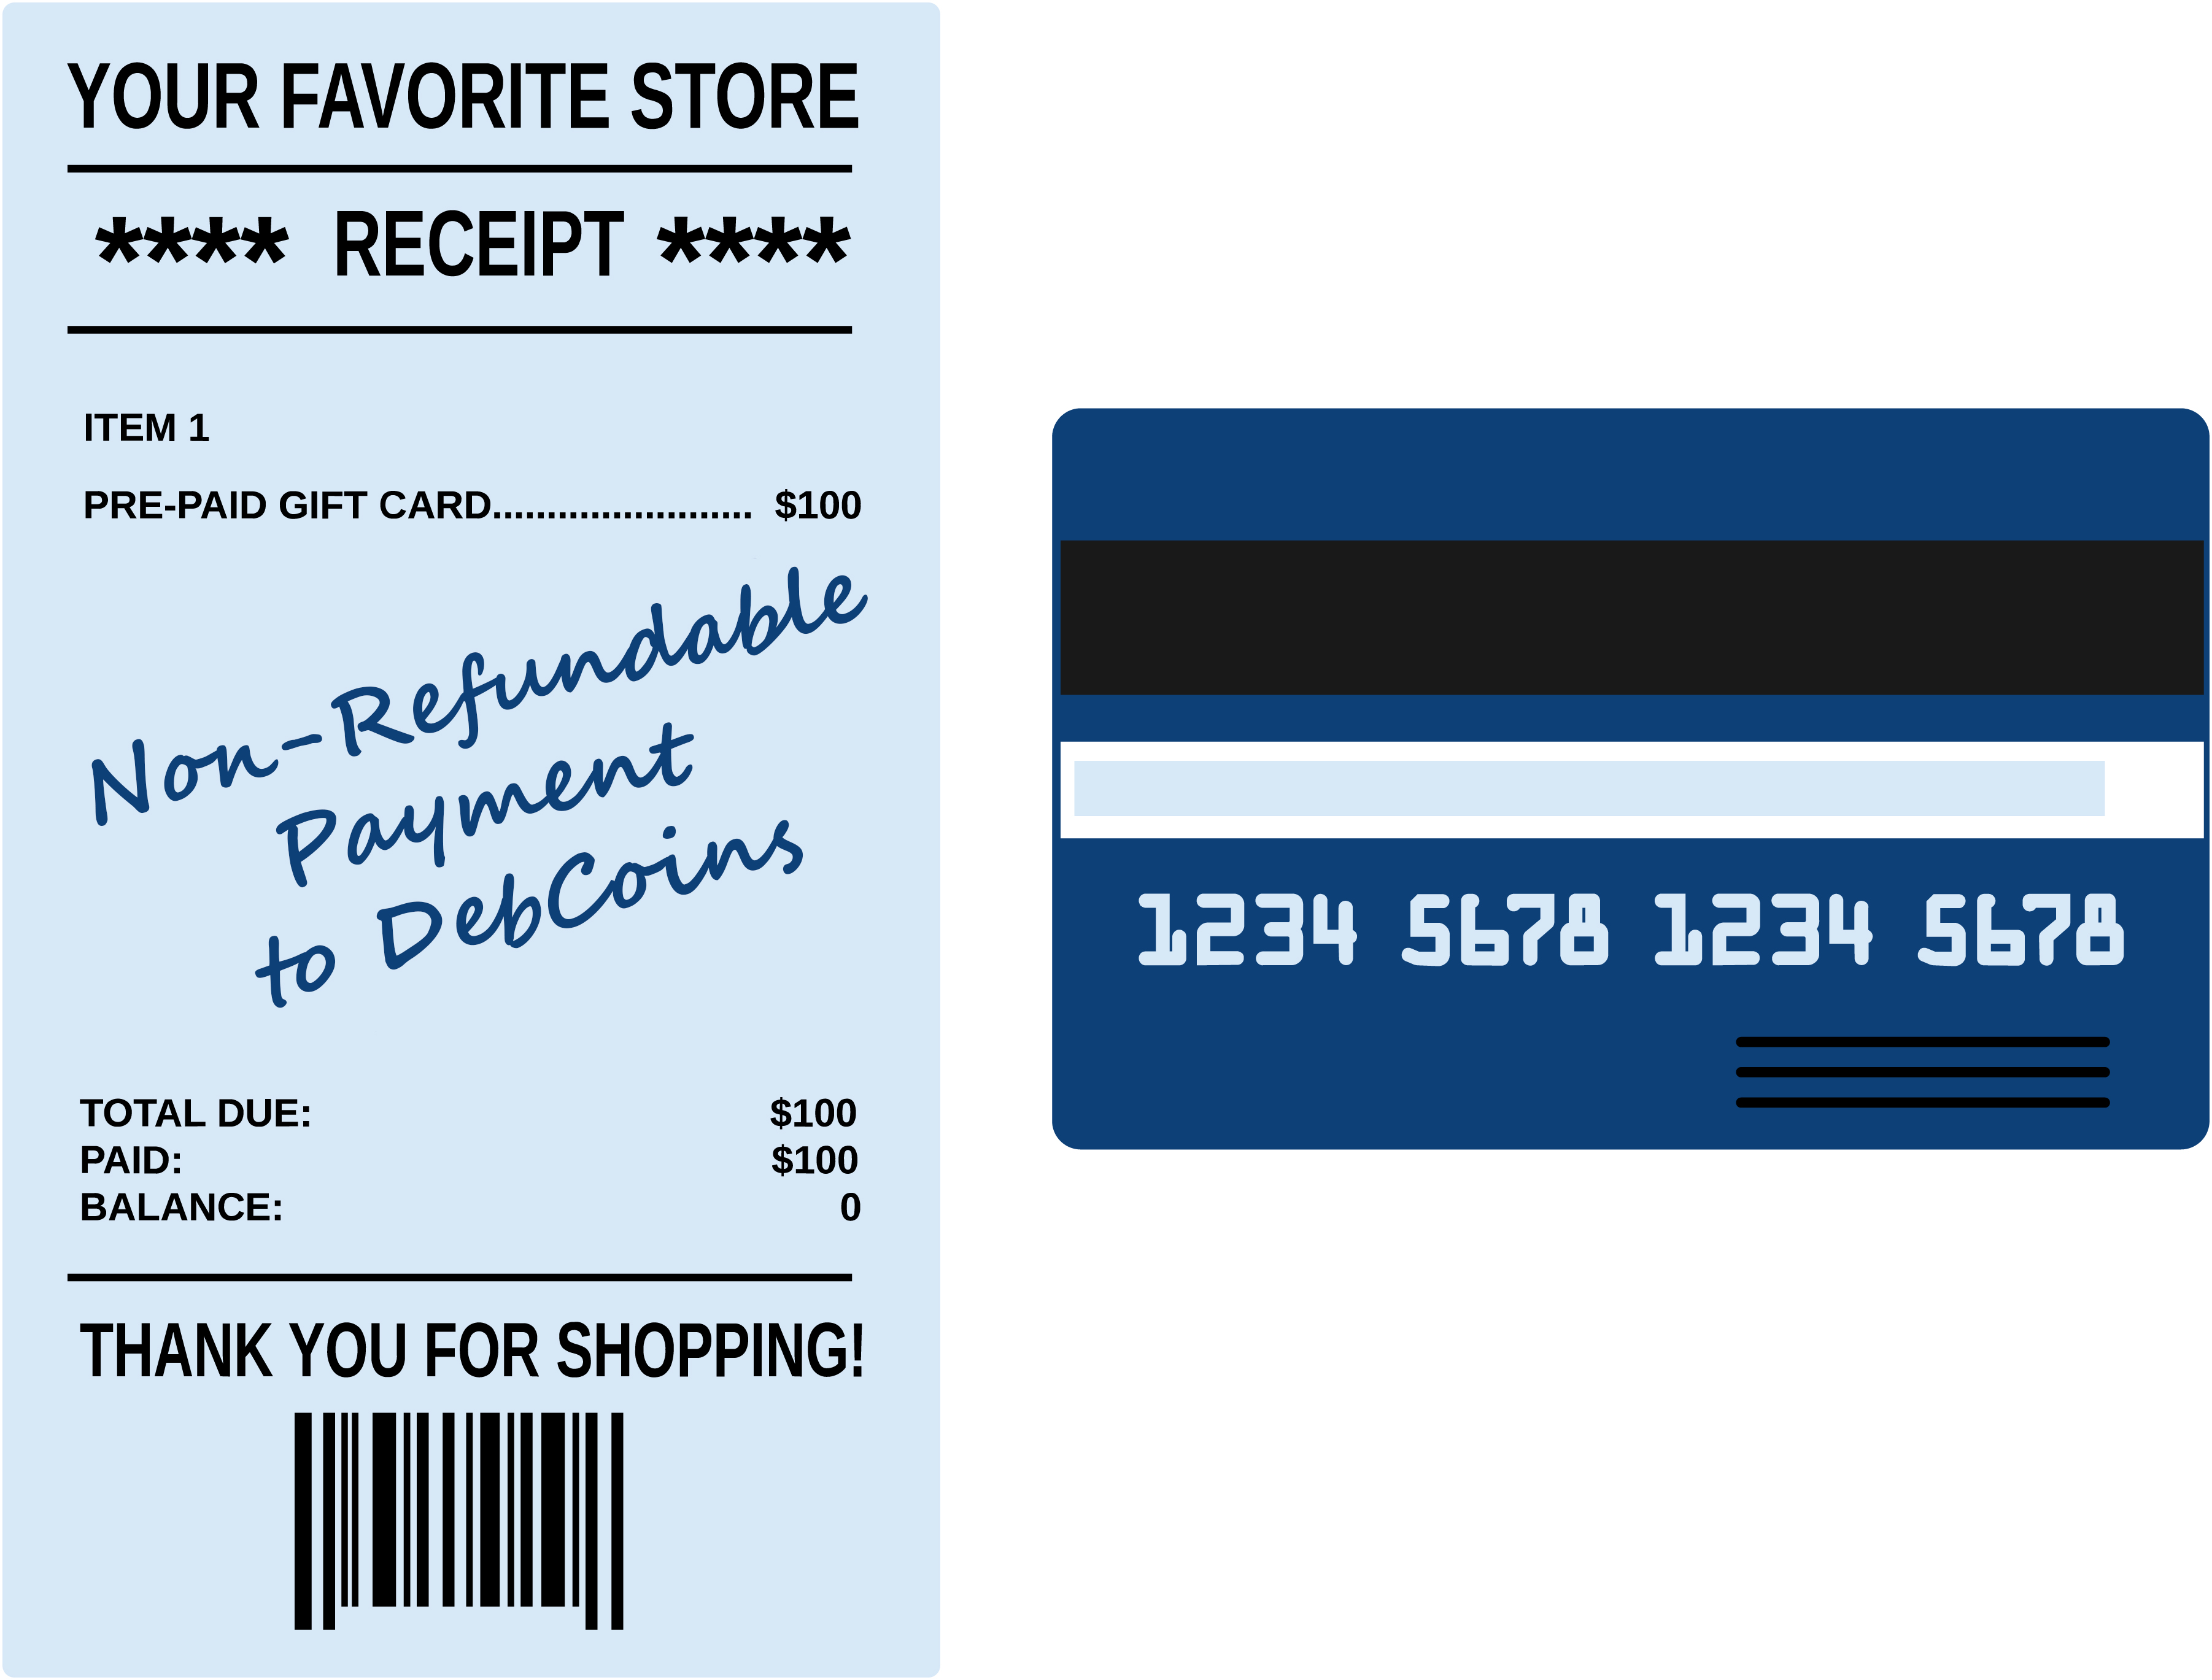 YOUR FAVORITE STORE
**** RECEIPT ****
ITEM 1
PRE-PAID GIFT CARD........................ $100
Non-Refundable
Payment
to DebCoins
TOTAL DUE: $100
PAID: $100
BALANCE: 0
THANK YOU FOR SHOPPING!
1234 5678 1234 5678